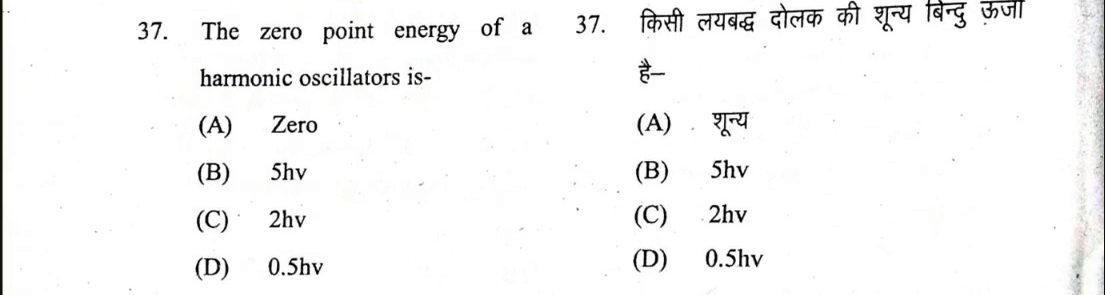 37. The zero point energy of a
harmonic oscillators is-
(A) Zero
(B) 5hv
(C) 2hv
(D) 0.5hv
37. किसी लयबद्ध दोलक की शून्य बिन्दु ऊर्जा
है–
(A) शून्य
(B) 5hv
(C) 2hv
(D) 0.5hv